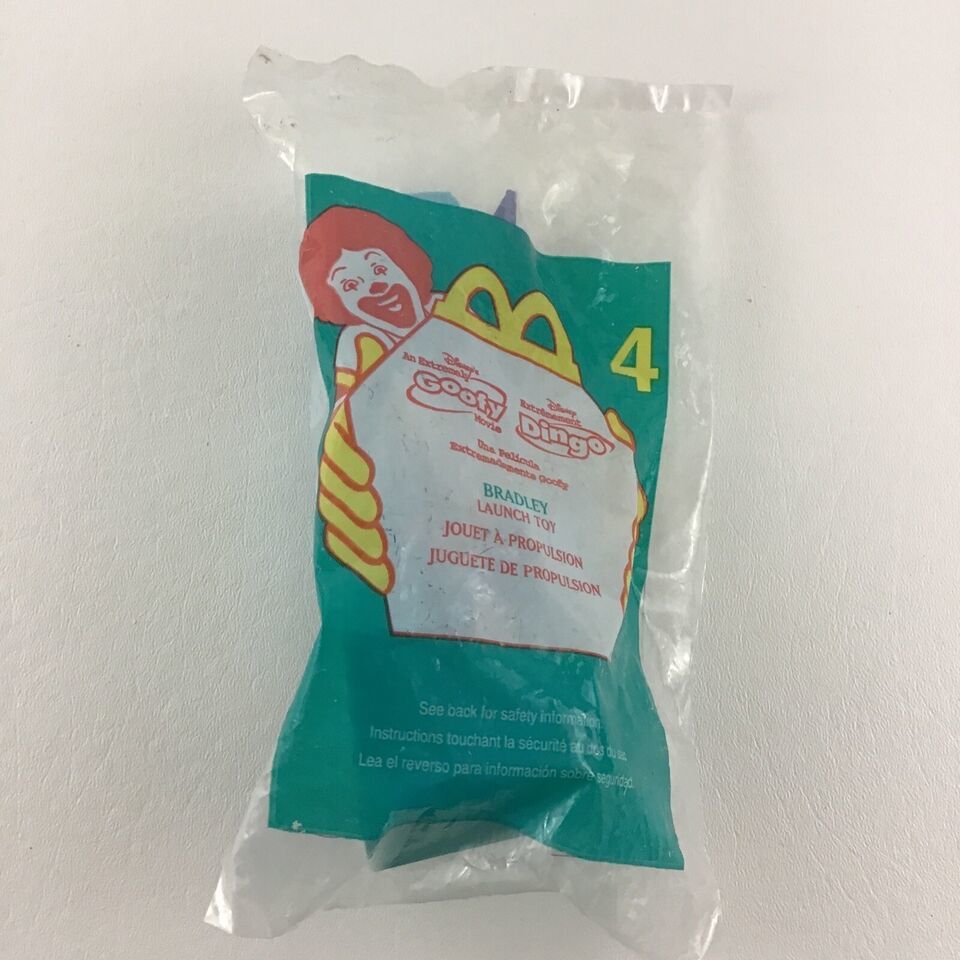 4
Disney's
An Extremely
Goofy
Movie
Disney
Extrêmement
Dingo
Una Película
Extremadamente goofy
BRADLEY
LAUNCH TOY
JOUET À PROPULSION
JUGUETE DE PROPULSION
See back for safety information.
Instructions touchant la sécurité au dos du sac.
Lea el reverso para información sobre seguridad.